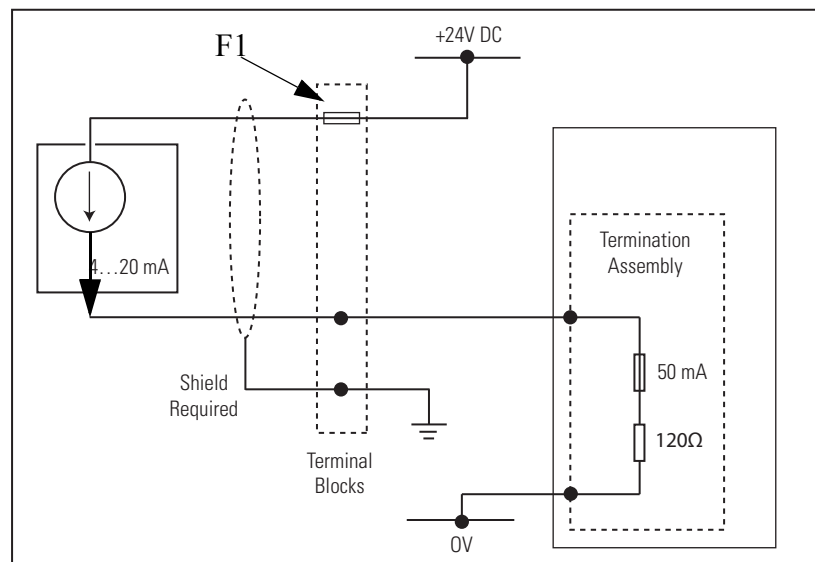 F1
+24V DC
4…20 mA
Termination
Assembly
50 mA
120Ω
Shield
Required
Terminal
Blocks
0V